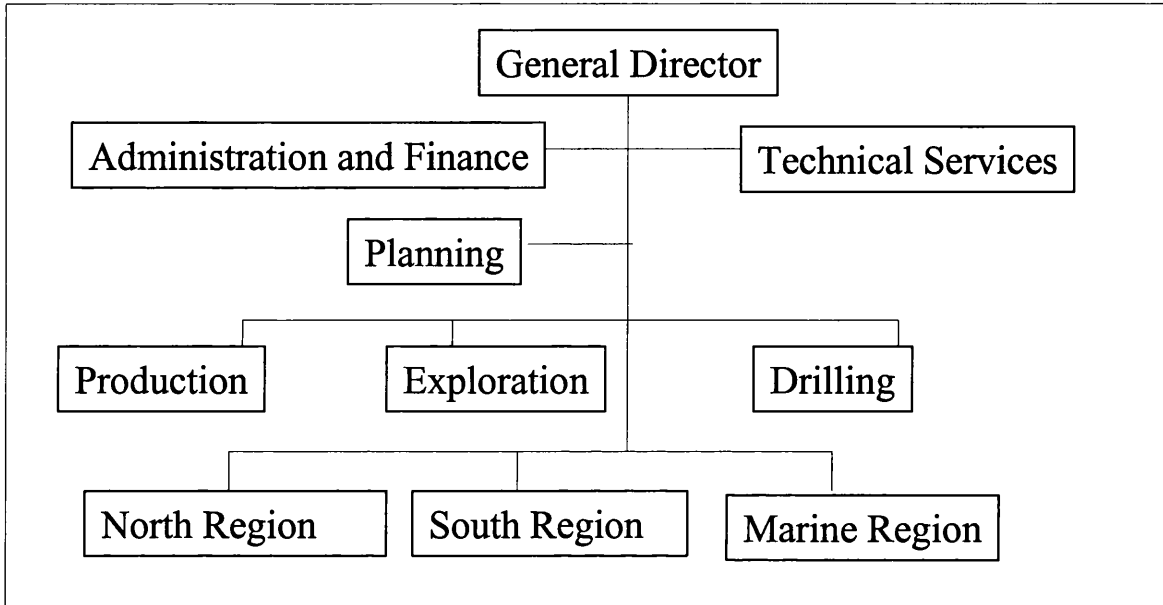 General Director
Administration and Finance
Technical Services
Planning
Production
Exploration
Drilling
North Region
South Region
Marine Region